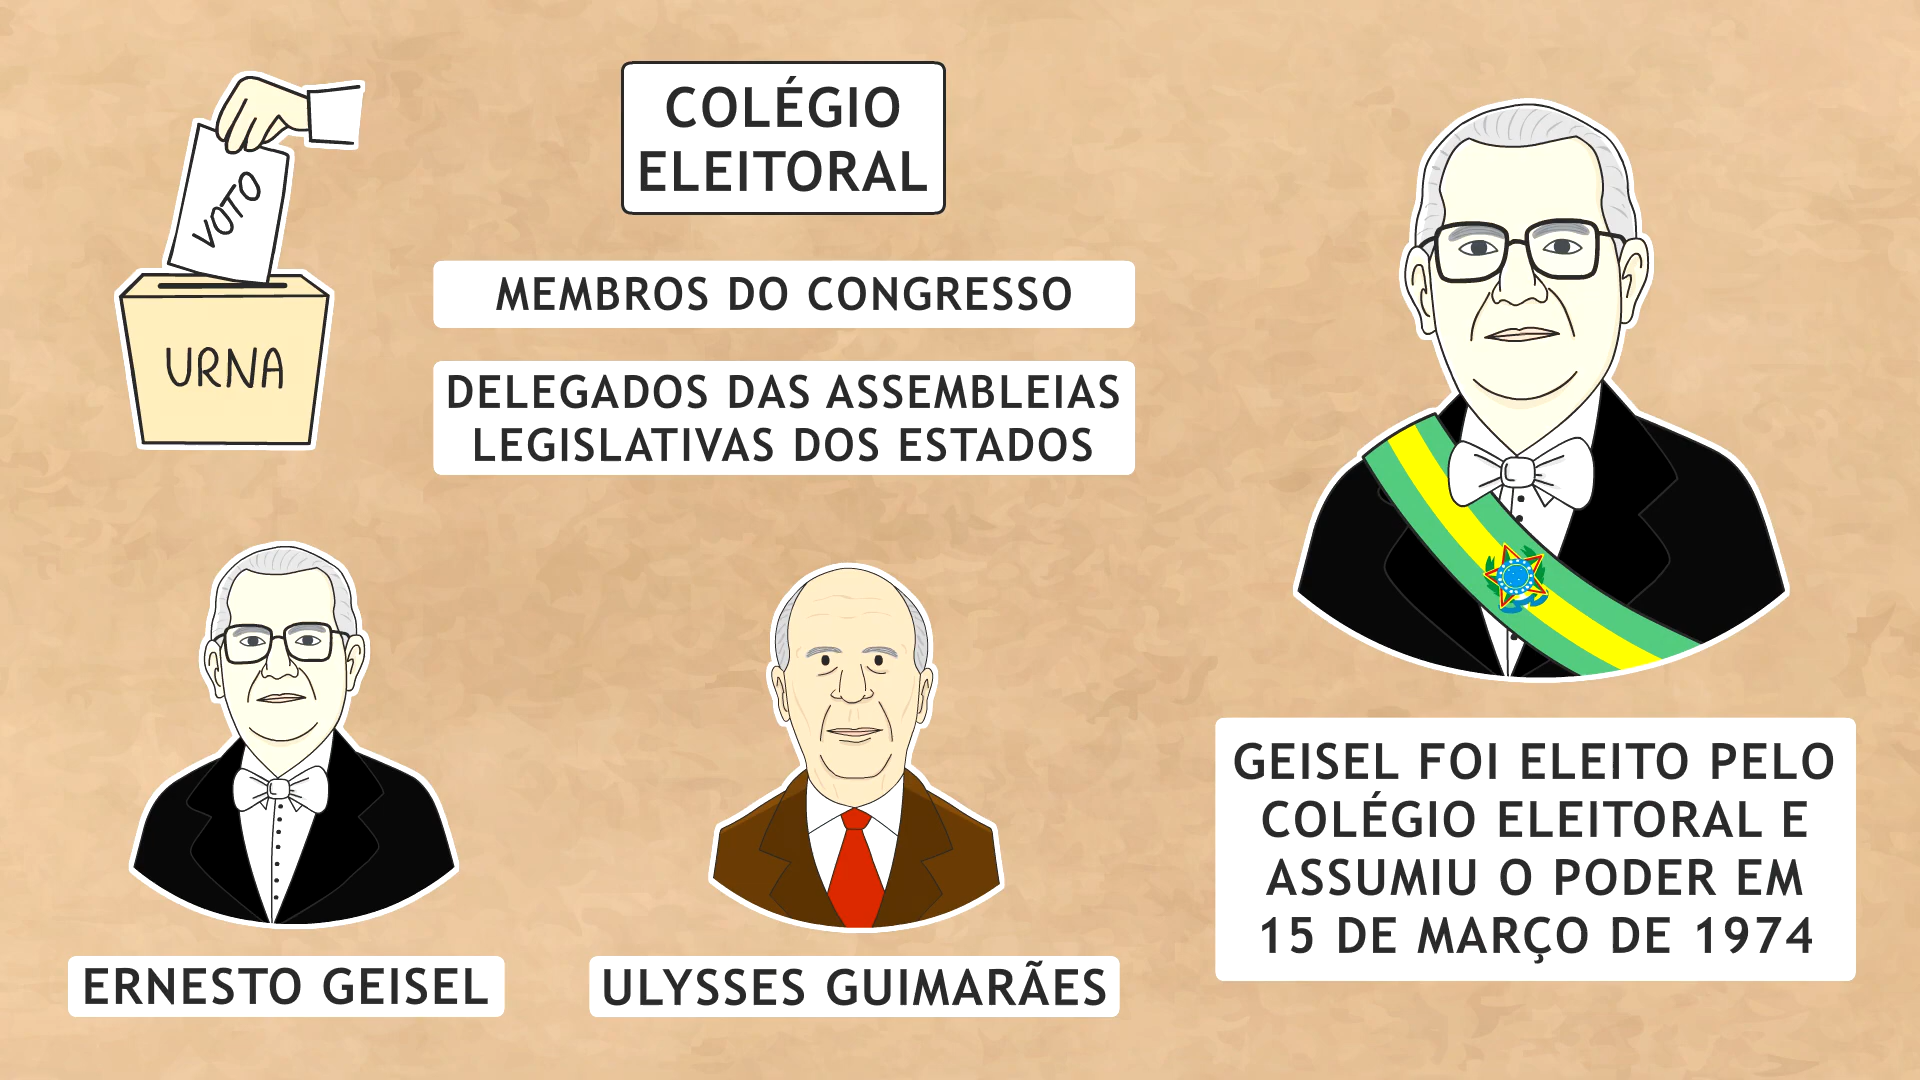 VOTO
URNA
COLÉGIO
ELEITORAL
MEMBROS DO CONGRESSO
DELEGADOS DAS ASSEMBLEIAS
LEGISLATIVAS DOS ESTADOS
ERNESTO GEISEL
ULYSSES GUIMARÃES
GEISEL FOI ELEITO PELO
COLÉGIO ELEITORAL E
ASSUMIU O PODER EM
15 DE MARÇO DE 1974